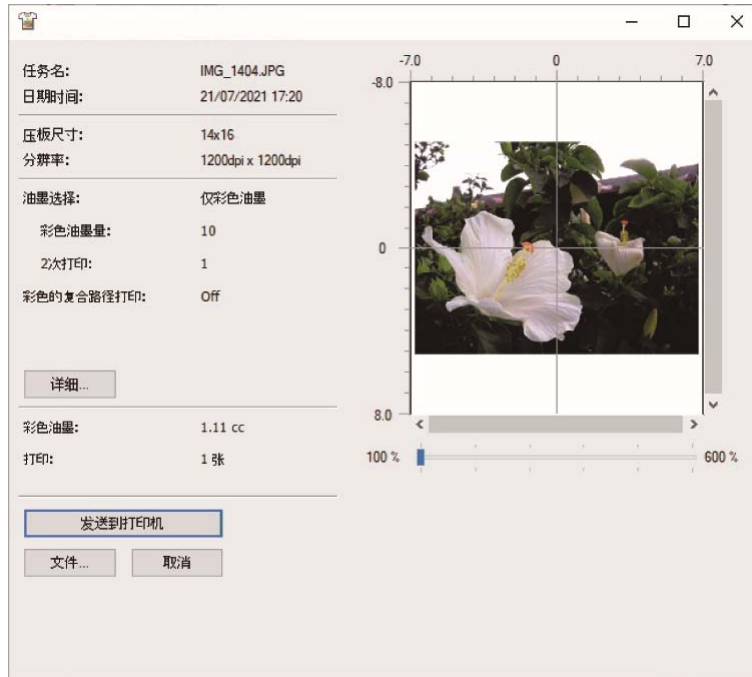 任务名: IMG_1404.JPG
日期时间: 21/07/2021 17:20
压板尺寸: 14x16
分辨率: 1200dpi x 1200dpi
油墨选择: 仅彩色油墨
彩色油墨量: 10
2次打印: 1
彩色的复合路径打印: Off
详细...
彩色油墨: 1.11 cc
打印: 1 张
发送到打印机
文件... 取消
-7.0 0 7.0
-8.0
0
8.0
100 % 600 %